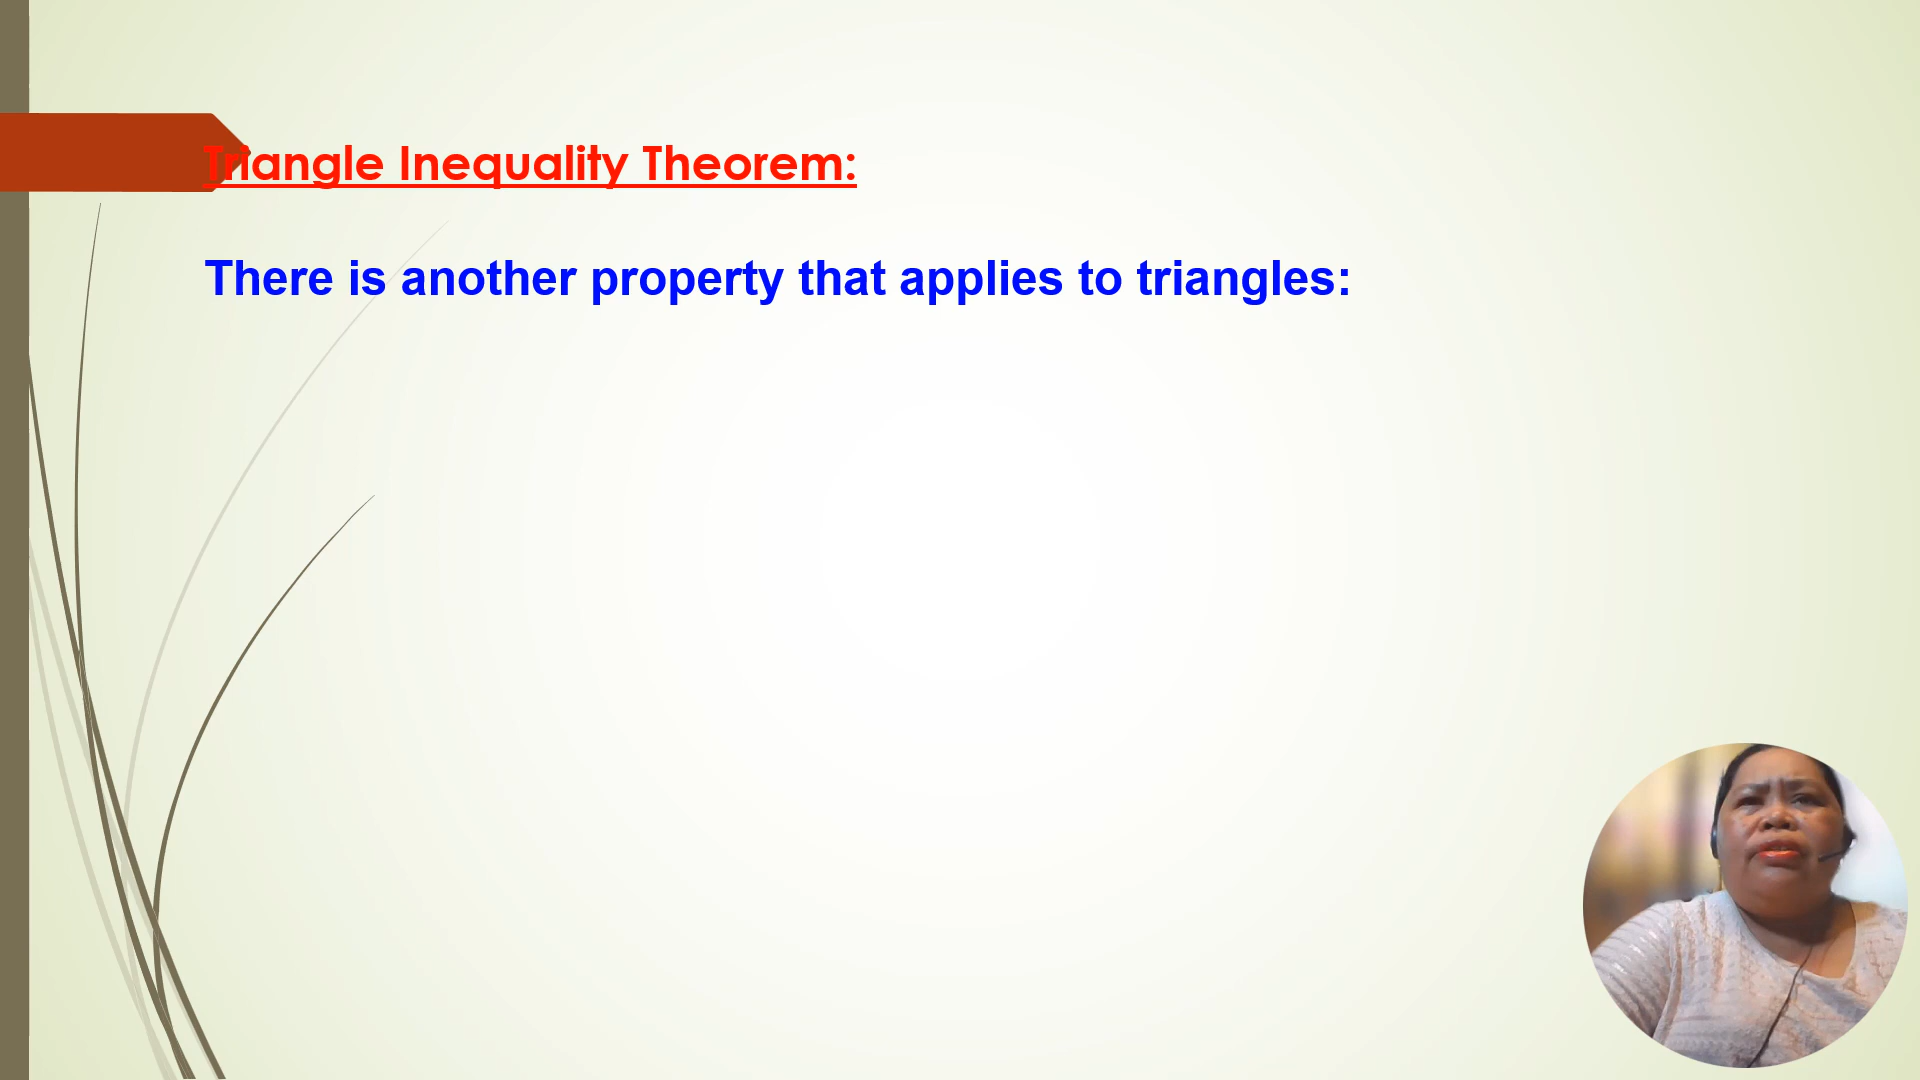 Triangle Inequality Theorem:
There is another property that applies to triangles: